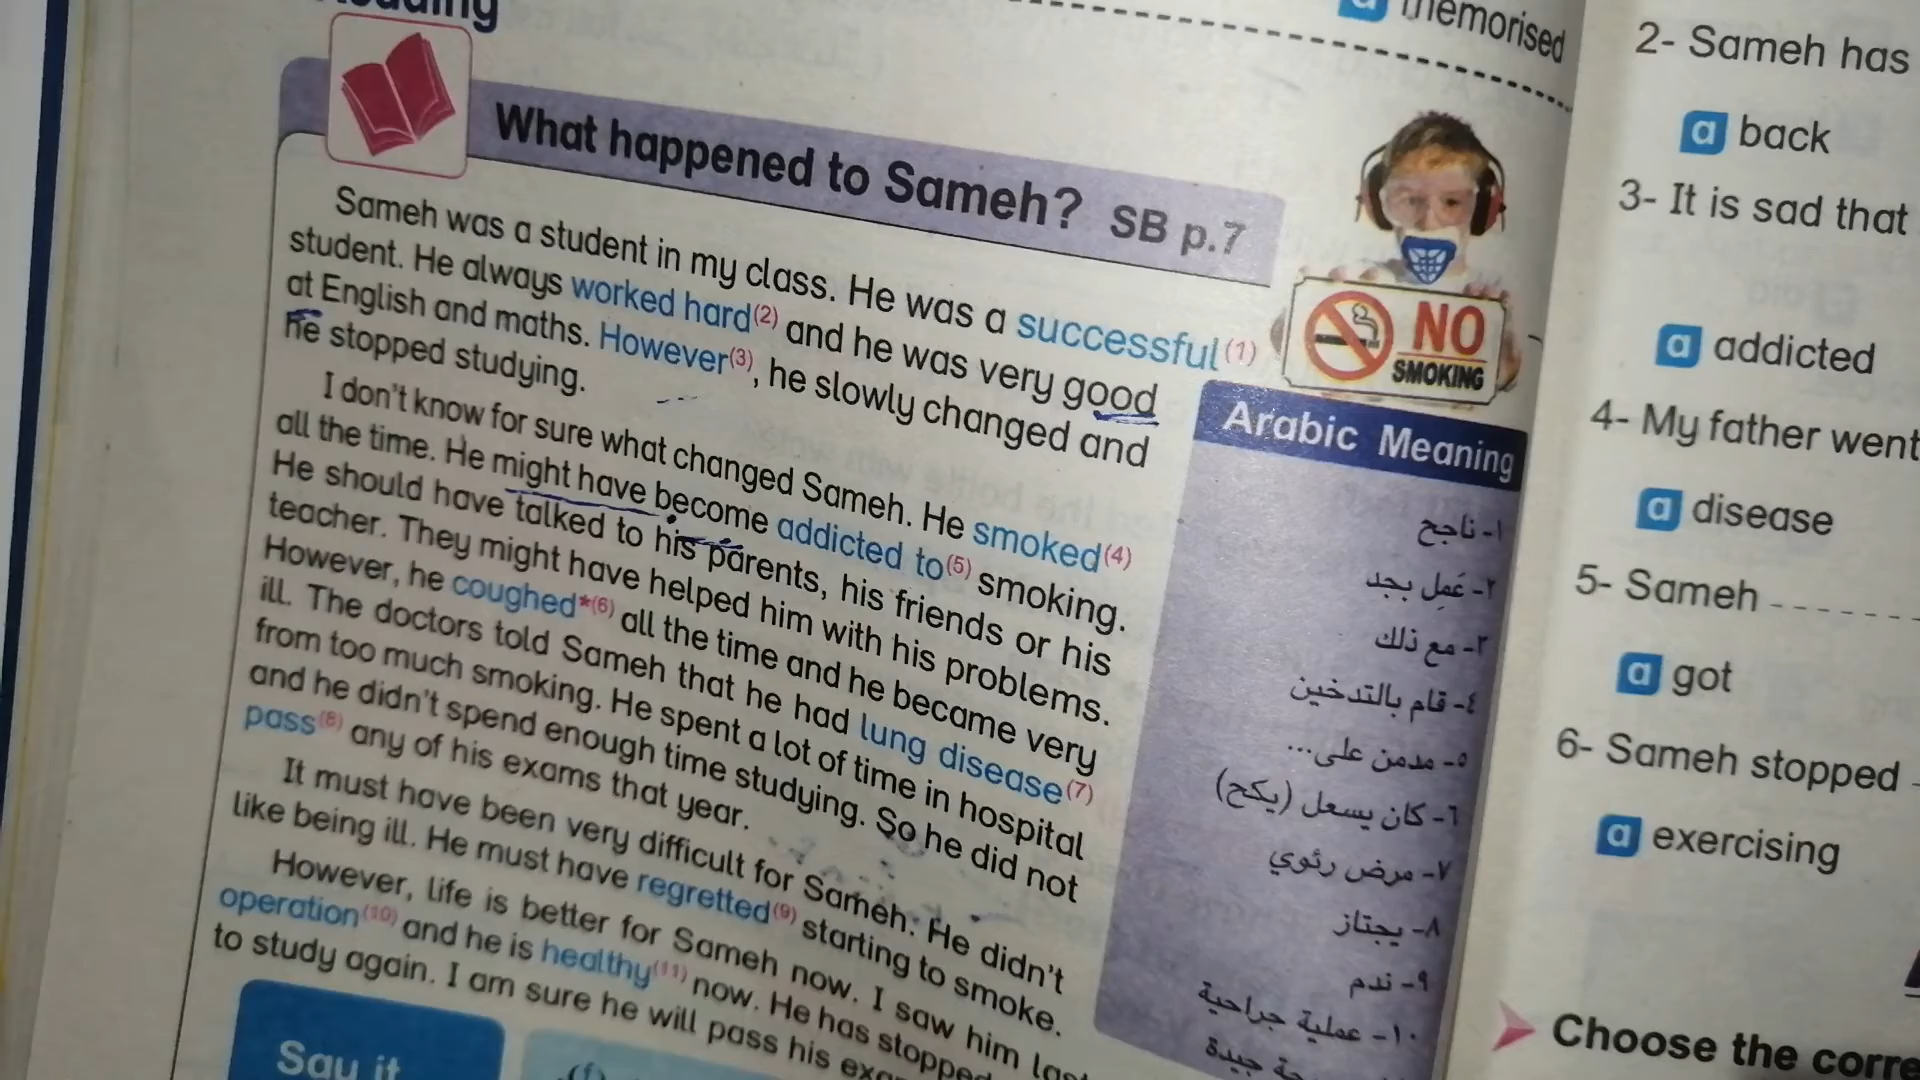 memorised
What happened to Sameh? SB p.7
Sameh was a student in my class. He was a successful(1)
student. He always worked hard(2) and he was very good
at English and maths. However(3), he slowly changed and
he stopped studying.
I don't know for sure what changed Sameh. He smoked(4)
all the time. He might have become addicted to(5) smoking.
He should have talked to his parents, his friends or his
teacher. They might have helped him with his problems.
However, he coughed*(6) all the time and he became very
ill. The doctors told Sameh that he had lung disease(7)
from too much smoking. He spent a lot of time in hospital
and he didn't spend enough time studying. So he did not
pass(8) any of his exams that year.
It must have been very difficult for Sameh. He didn't
like being ill. He must have regretted(9) starting to smoke.
However, life is better for Sameh now. I saw him last
operation(10) and he is healthy(11) now. He has stopped
to study again. I am sure he will pass his
Say it
NO
SMOKING
Arabic Meaning
١- ناجح
٢- عَمِل بجد
٣- مع ذلك
٤- قام بالتدخين
٥- مدمن على...
٦- كان يسعل (يكح)
٧- مرض رئوي
٨- يجتاز
٩- ندم
١٠- عملية جراحية
2- Sameh has
a back
3- It is sad that
a addicted
4- My father went
a disease
5- Sameh
a got
6- Sameh stopped
a exercising
Choose the